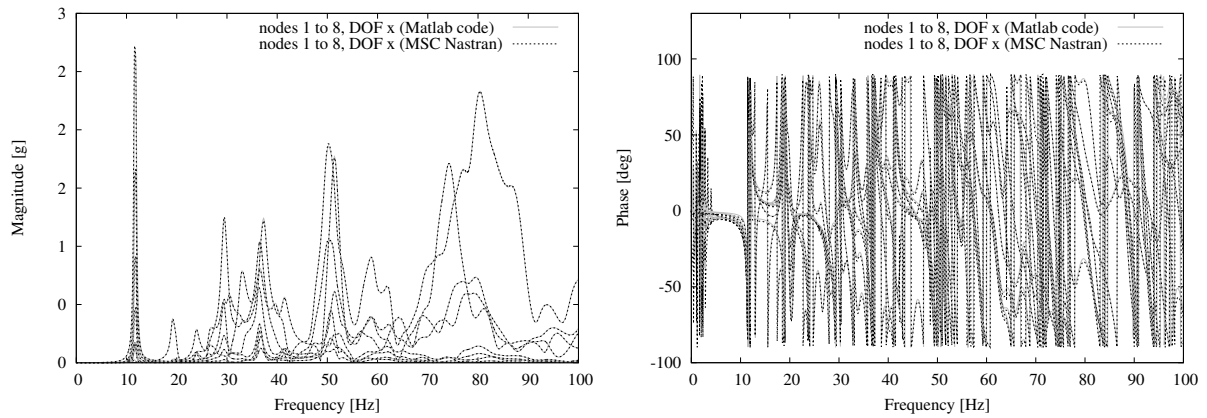 nodes 1 to 8, DOF x (Matlab code)
nodes 1 to 8, DOF x (MSC Nastran)
3
2
2
2
1
0
0
Magnitude [g]
0 10 20 30 40 50 60 70 80 90 100
Frequency [Hz]
nodes 1 to 8, DOF x (Matlab code)
nodes 1 to 8, DOF x (MSC Nastran)
100
50
0
-50
-100
Phase [deg]
0 10 20 30 40 50 60 70 80 90 100
Frequency [Hz]